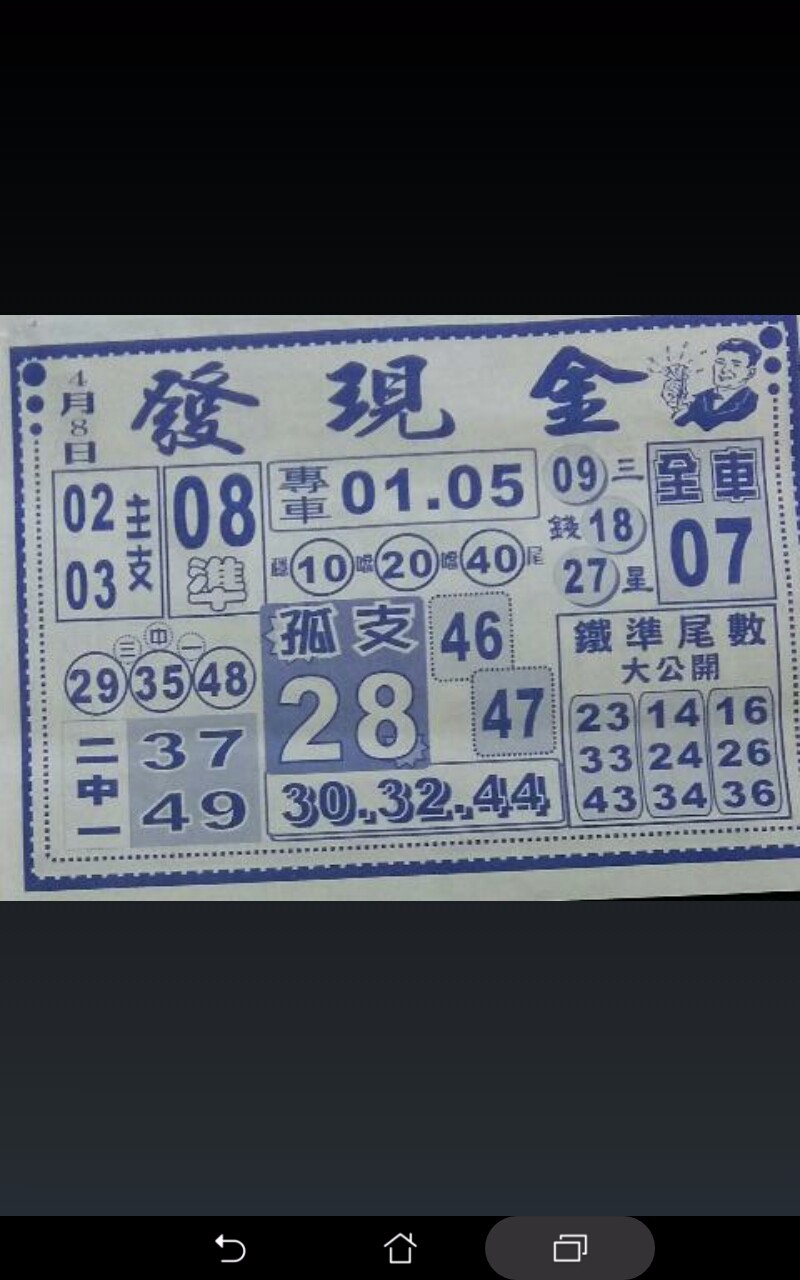 4月8日
發現金
02
03
主支
08
準
專車 01.05
10 20 40 尾
09 三
錢 18
27 星
全車
07
三中一
29 35 48
孤支
28
46
47
鐵準尾數
大公開
23 14 16
33 24 26
43 34 36
二中一
37
49
30.32.44